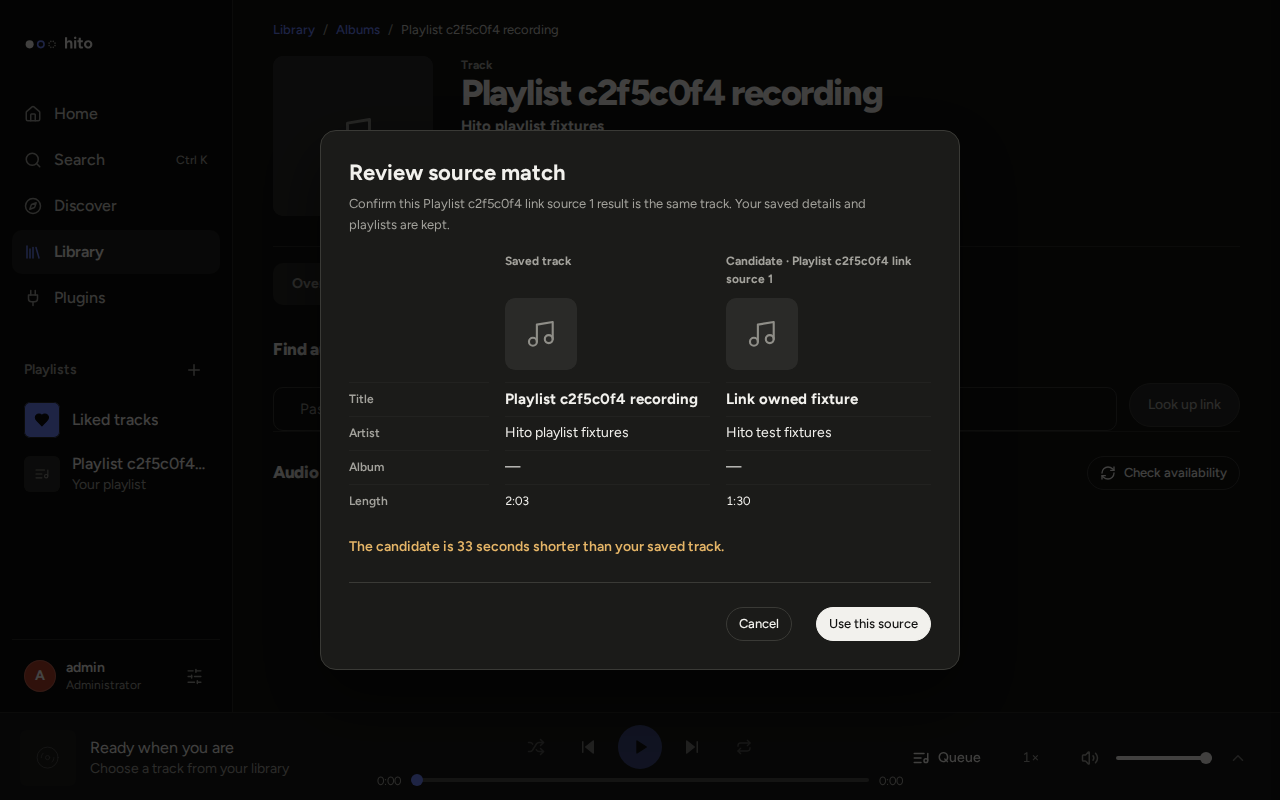 hito
Home
Search Ctrl K
Discover
Library
Plugins
Playlists
Liked tracks
Playlist c2f5c0f4...
Your playlist
A
admin
Administrator
Library / Albums / Playlist c2f5c0f4 recording
Track
Playlist c2f5c0f4 recording
Hito playlist fixtures
Look up link
Check availability
Review source match
Confirm this Playlist c2f5c0f4 link source 1 result is the same track. Your saved details and
playlists are kept.
Saved track
Candidate · Playlist c2f5c0f4 link
source 1
Title Playlist c2f5c0f4 recording Link owned fixture
Artist Hito playlist fixtures Hito test fixtures
Album — —
Length 2:03 1:30
The candidate is 33 seconds shorter than your saved track.
Cancel
Use this source
Ready when you are
Choose a track from your library
0:00
0:00
Queue
1×